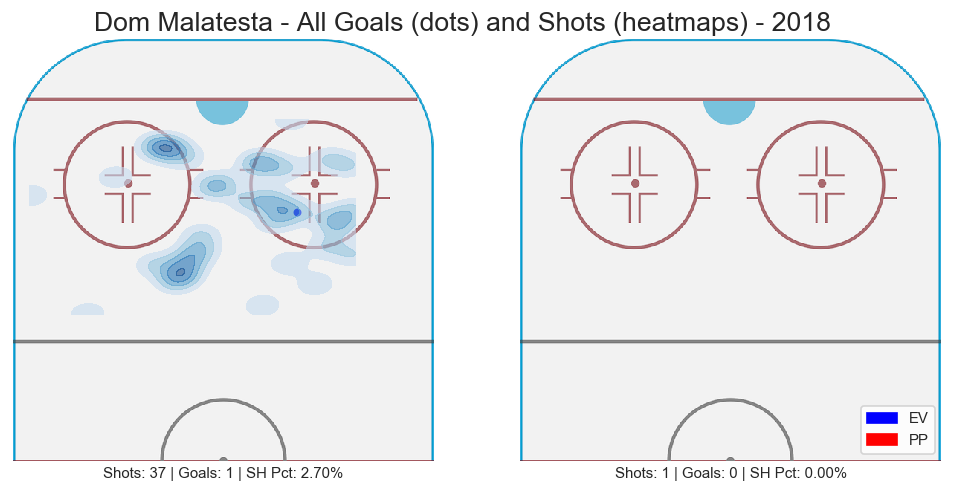 Dom Malatesta - All Goals (dots) and Shots (heatmaps) - 2018
EV
PP
Shots: 37 | Goals: 1 | SH Pct: 2.70%
Shots: 1 | Goals: 0 | SH Pct: 0.00%